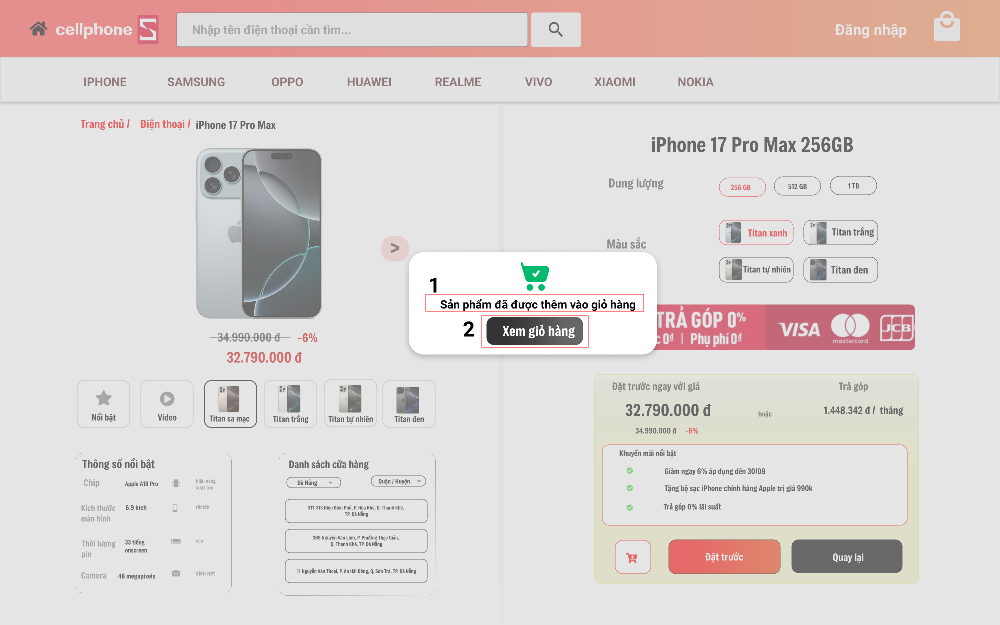 cellphone S
Nhập tên điện thoại cần tìm...
Đăng nhập
IPHONE SAMSUNG OPPO HUAWEI REALME VIVO XIAOMI NOKIA
Trang chủ / Điện thoại / iPhone 17 Pro Max
>
34.990.000 đ -6%
32.790.000 đ
Nổi bật
Video
Titan sa mạc
Titan trắng
Titan tự nhiên
Titan đen
Thông số nổi bật
Chip Apple A18 Pro hiệu năng
vượt trội
Kích thước
màn hình
6.9 inch rất lớn
Thời lượng
pin
33 tiếng
onscreen
cao
Camera 48 megapixels siêu nét
Danh sách cửa hàng
Đà Nẵng Quận / Huyện
311-313 Điện Biên Phủ, P. Hòa Khê, Q. Thanh Khê,
TP. Đà Nẵng
369 Nguyễn Văn Linh, P. Phường Thạc Gián,
Q. Thanh Khê, TP. Đà Nẵng
11 Nguyễn Văn Thoại, P. An Hải Đông, Q. Sơn Trà, TP. Đà Nẵng
1
Sản phẩm đã được thêm vào giỏ hàng
2
Xem giỏ hàng
iPhone 17 Pro Max 256GB
Dung lượng
256 GB 512 GB 1 TB
Màu sắc
Titan xanh Titan trắng
Titan tự nhiên Titan đen
TRẢ GÓP 0%
0đ | Phụ phí 0đ
VISA mastercard JCB
Đặt trước ngay với giá
32.790.000 đ
34.990.000 đ -6%
hoặc
Trả góp
1.448.342 đ / tháng
Khuyến mãi nổi bật
Giảm ngay 6% áp dụng đến 30/09
Tặng bộ sạc iPhone chính hãng Apple trị giá 990k
Trả góp 0% lãi suất
Đặt trước
Quay lại